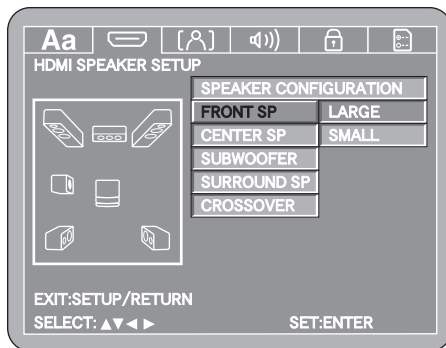 Aa
HDMI SPEAKER SETUP
SPEAKER CONFIGURATION
FRONT SP LARGE
CENTER SP SMALL
SUBWOOFER
SURROUND SP
CROSSOVER
EXIT:SETUP/RETURN
SELECT: ▲▼◄ ► SET:ENTER